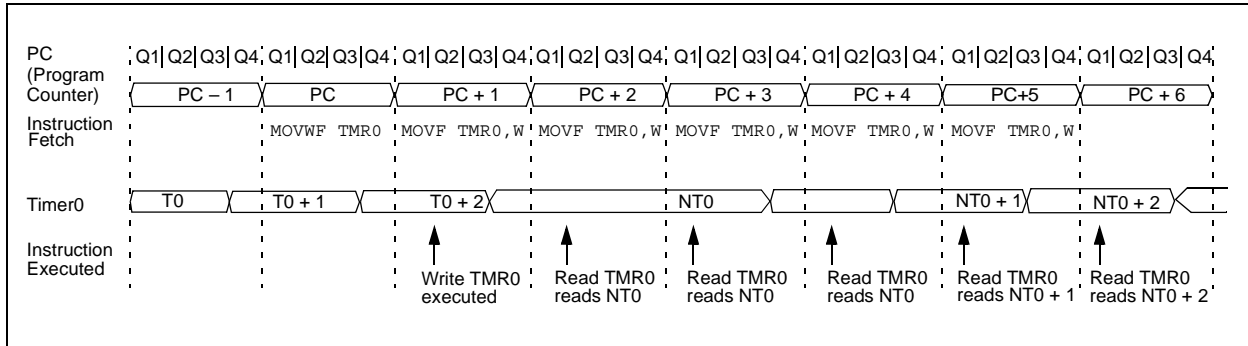 PC
(Program
Counter)
Q1 Q2 Q3 Q4 Q1 Q2 Q3 Q4 Q1 Q2 Q3 Q4 Q1 Q2 Q3 Q4 Q1 Q2 Q3 Q4 Q1 Q2 Q3 Q4 Q1 Q2 Q3 Q4 Q1 Q2 Q3 Q4
PC – 1 PC PC + 1 PC + 2 PC + 3 PC + 4 PC+5 PC + 6
Instruction
Fetch
MOVWF TMR0 MOVF TMR0,W MOVF TMR0,W MOVF TMR0,W MOVF TMR0,W MOVF TMR0,W
Timer0
T0 T0 + 1 T0 + 2 NT0 NT0 + 1 NT0 + 2
Instruction
Executed
Write TMR0
executed
Read TMR0
reads NT0
Read TMR0
reads NT0
Read TMR0
reads NT0
Read TMR0
reads NT0 + 1
Read TMR0
reads NT0 + 2